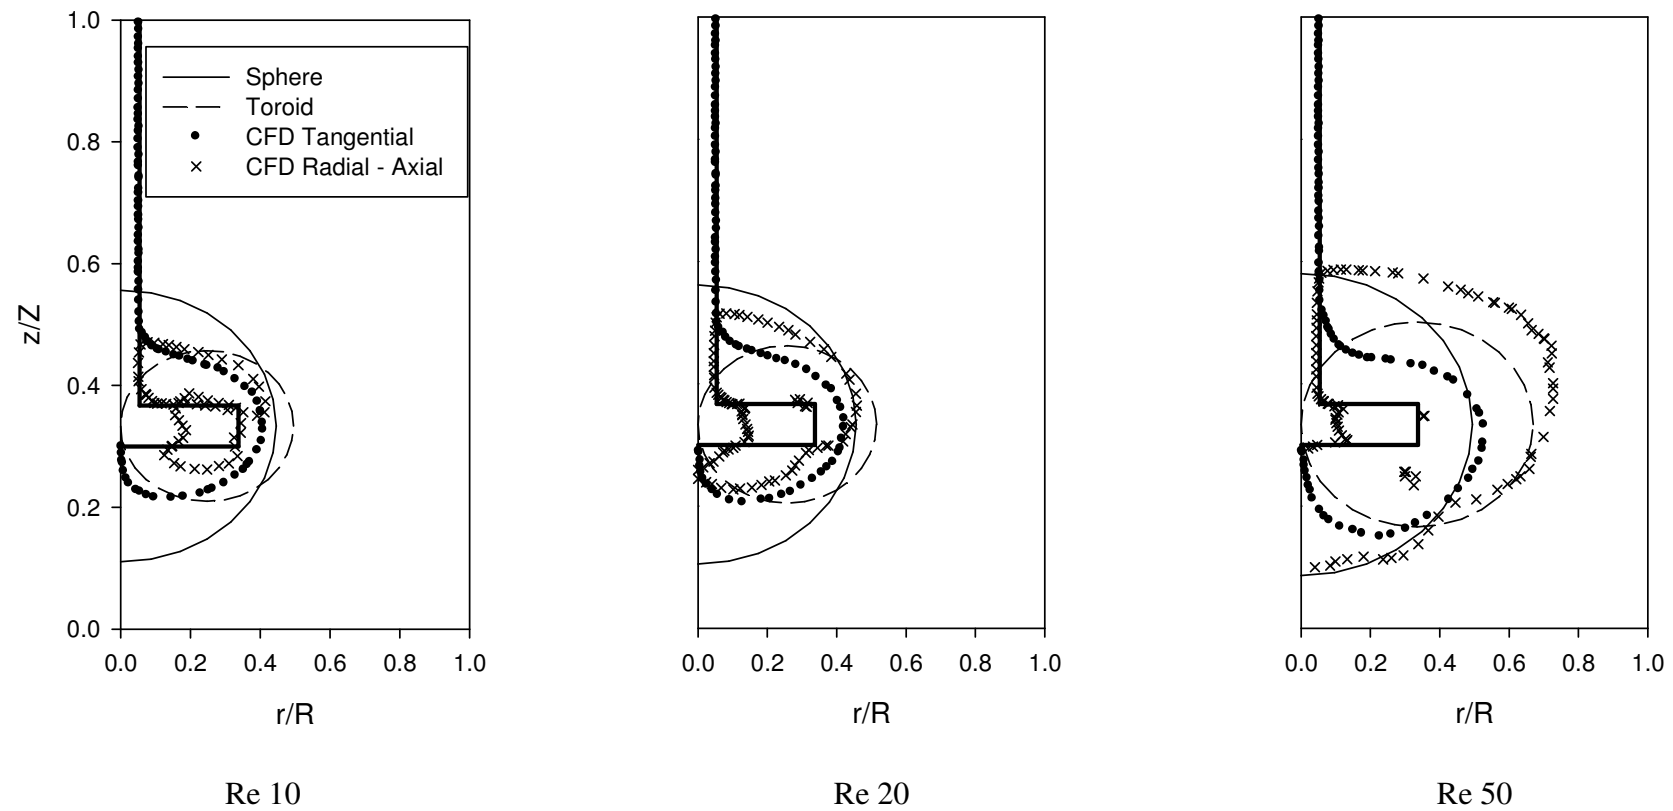 1.0
0.8
0.6
0.4
0.2
0.0
z/Z
Sphere
Toroid
CFD Tangential
CFD Radial - Axial
0.0 0.2 0.4 0.6 0.8 1.0
r/R
Re 10
0.0 0.2 0.4 0.6 0.8 1.0
r/R
Re 20
0.0 0.2 0.4 0.6 0.8 1.0
r/R
Re 50